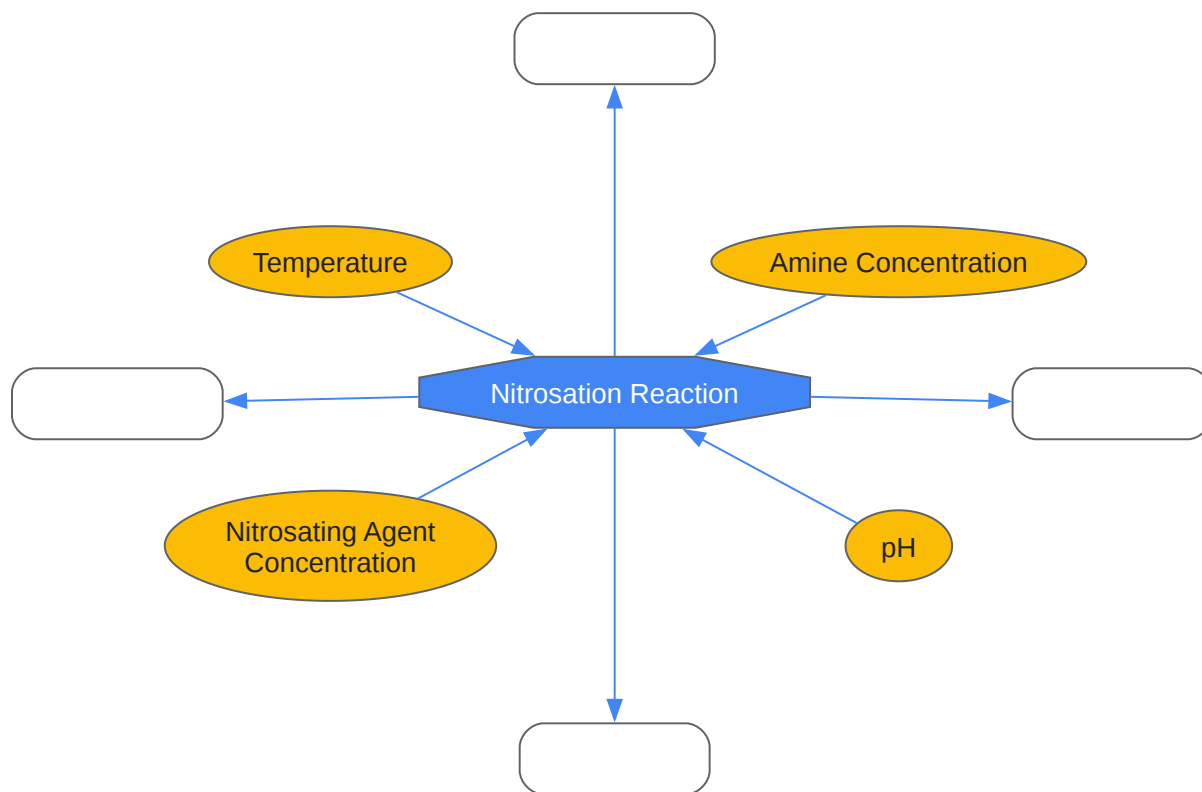 Temperature
Amine Concentration
Nitrosation Reaction
Nitrosating Agent
Concentration
pH